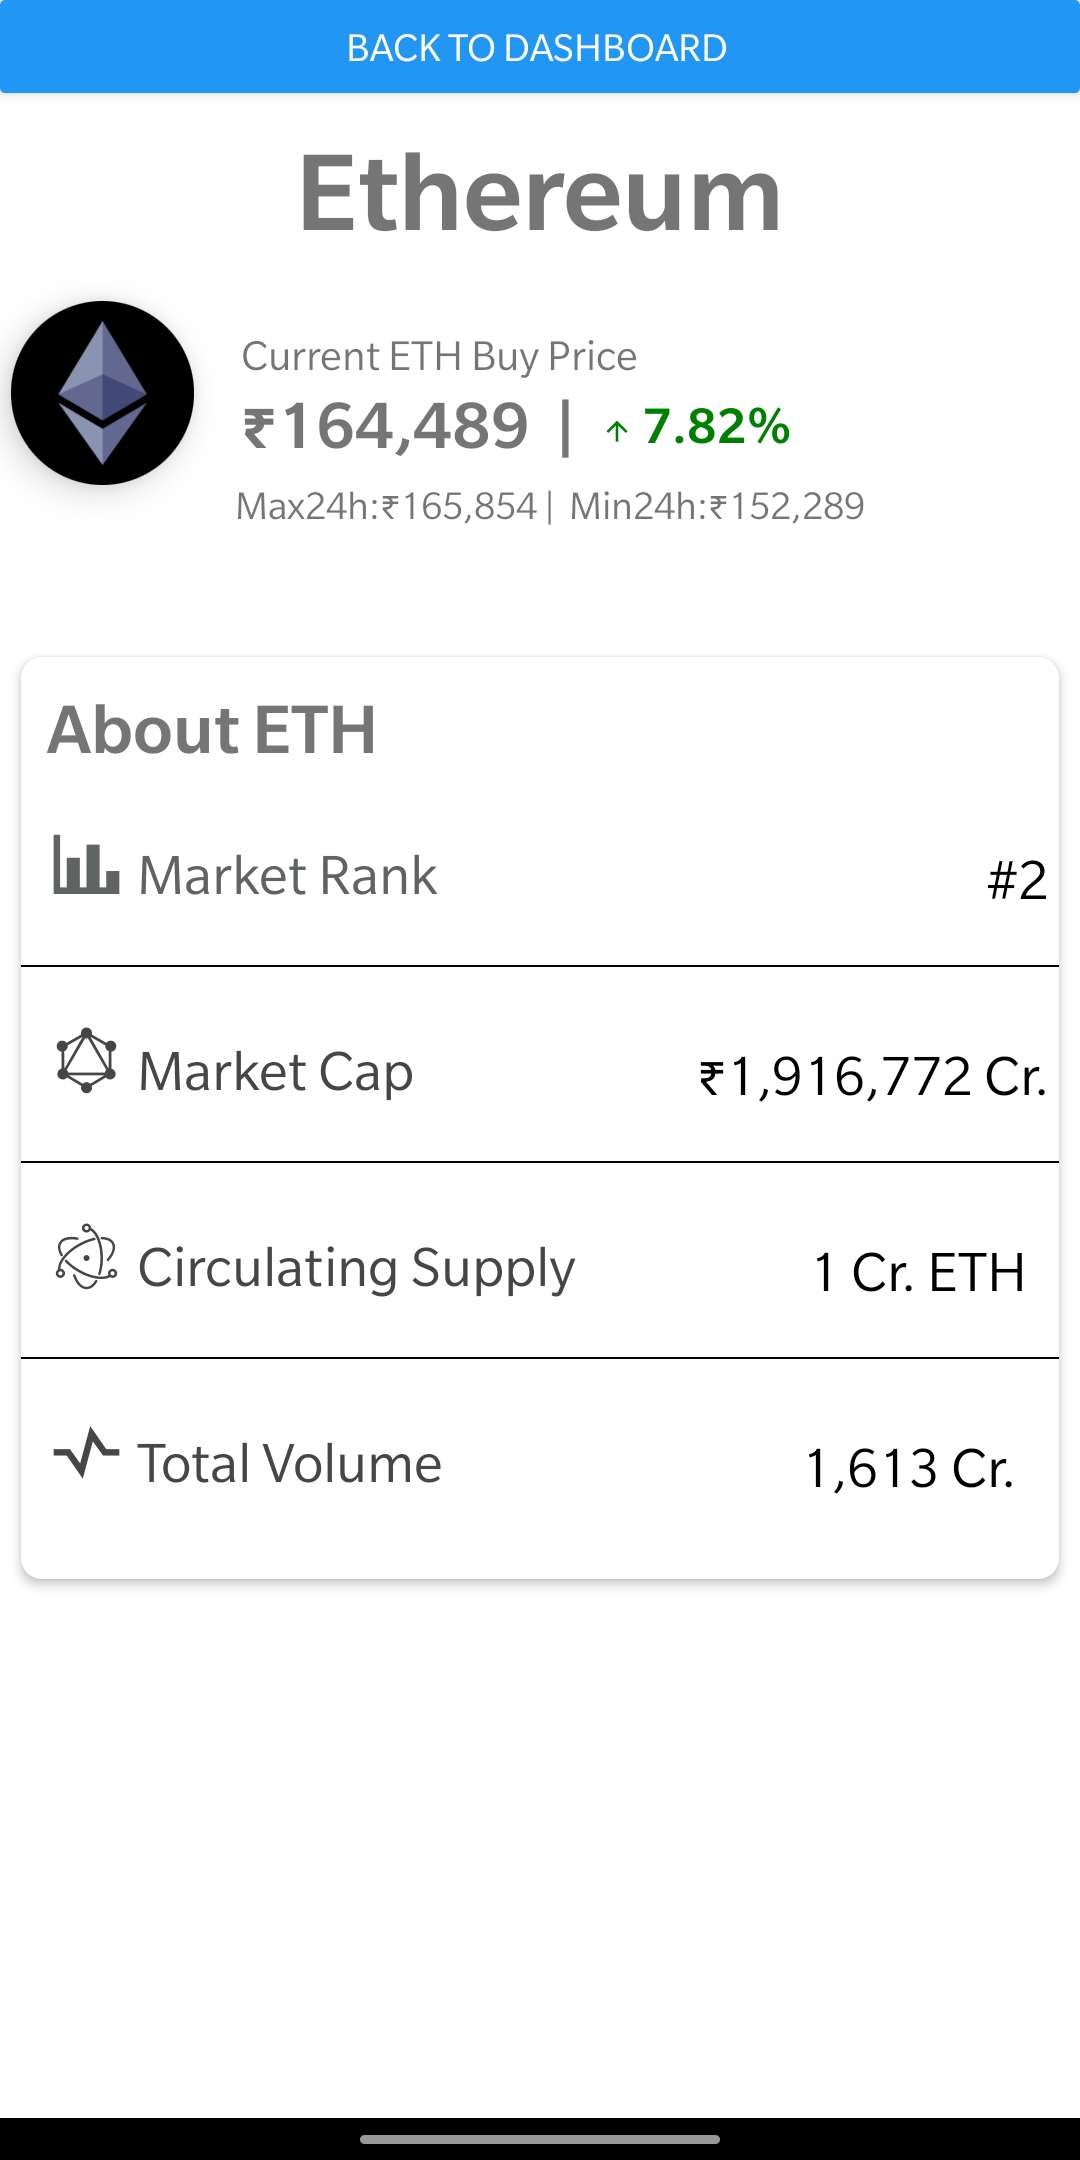 BACK TO DASHBOARD
Ethereum
Current ETH Buy Price
₹164,489 | ↑ 7.82%
Max24h:₹165,854 | Min24h:₹152,289
About ETH
Market Rank #2
Market Cap ₹1,916,772 Cr.
Circulating Supply 1 Cr. ETH
Total Volume 1,613 Cr.